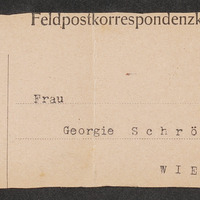 Feldpostkorrespondenzk
Frau
Georgie Schrö
WIE